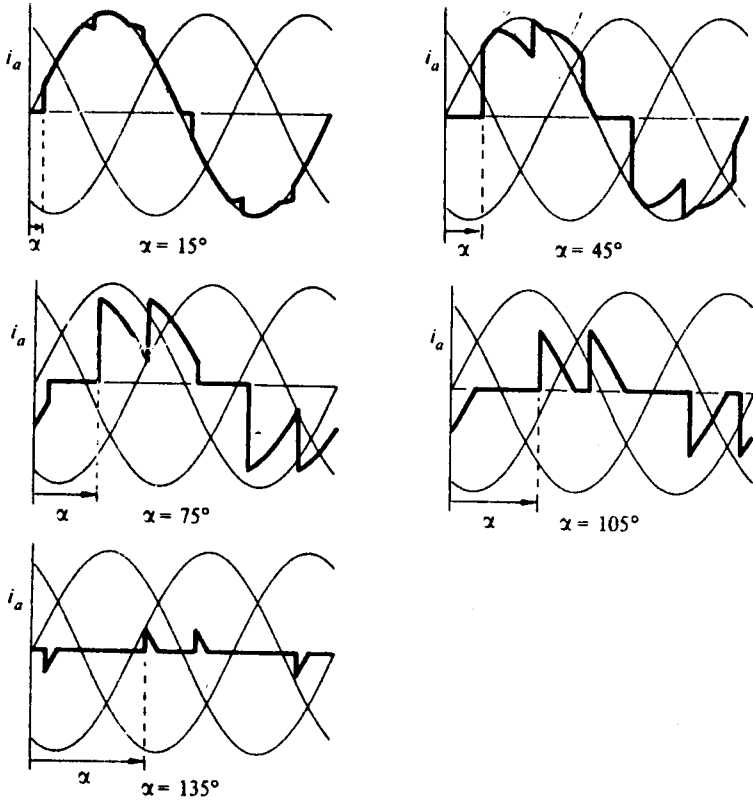 i_a
α
α = 15°
i_a
α
α = 45°
i_a
α
α = 75°
i_a
α
α = 105°
i_a
α
α = 135°